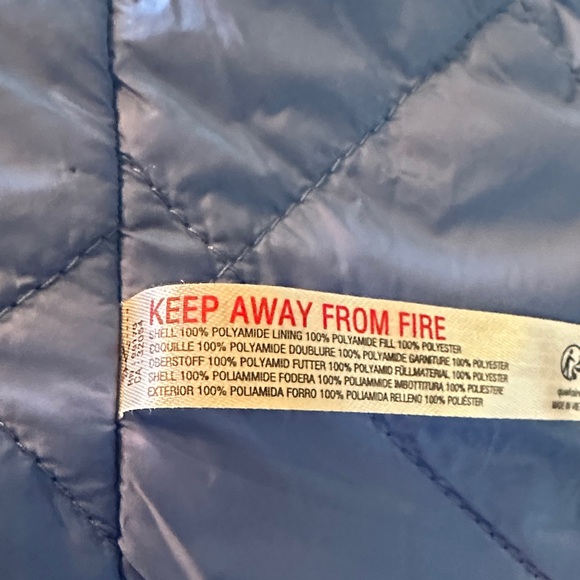 KEEP AWAY FROM FIRE
SHELL 100% POLYAMIDE LINING 100% POLYAMIDE FILL 100% POLYESTER
COQUILLE 100% POLYAMIDE DOUBLURE 100% POLYAMIDE GARNITURE 100% POLYESTER
OBERSTOFF 100% POLYAMID FUTTER 100% POLYAMID FÜLLMATERIAL 100% POLYESTER
SHELL 100% POLIAMMIDE FODERA 100% POLIAMMIDE IMBOTTITURA 100% POLIESTERE
EXTERIOR 100% POLIAMIDA FORRO 100% POLIAMIDA RELLENO 100% POLIÉSTER
MADE IN